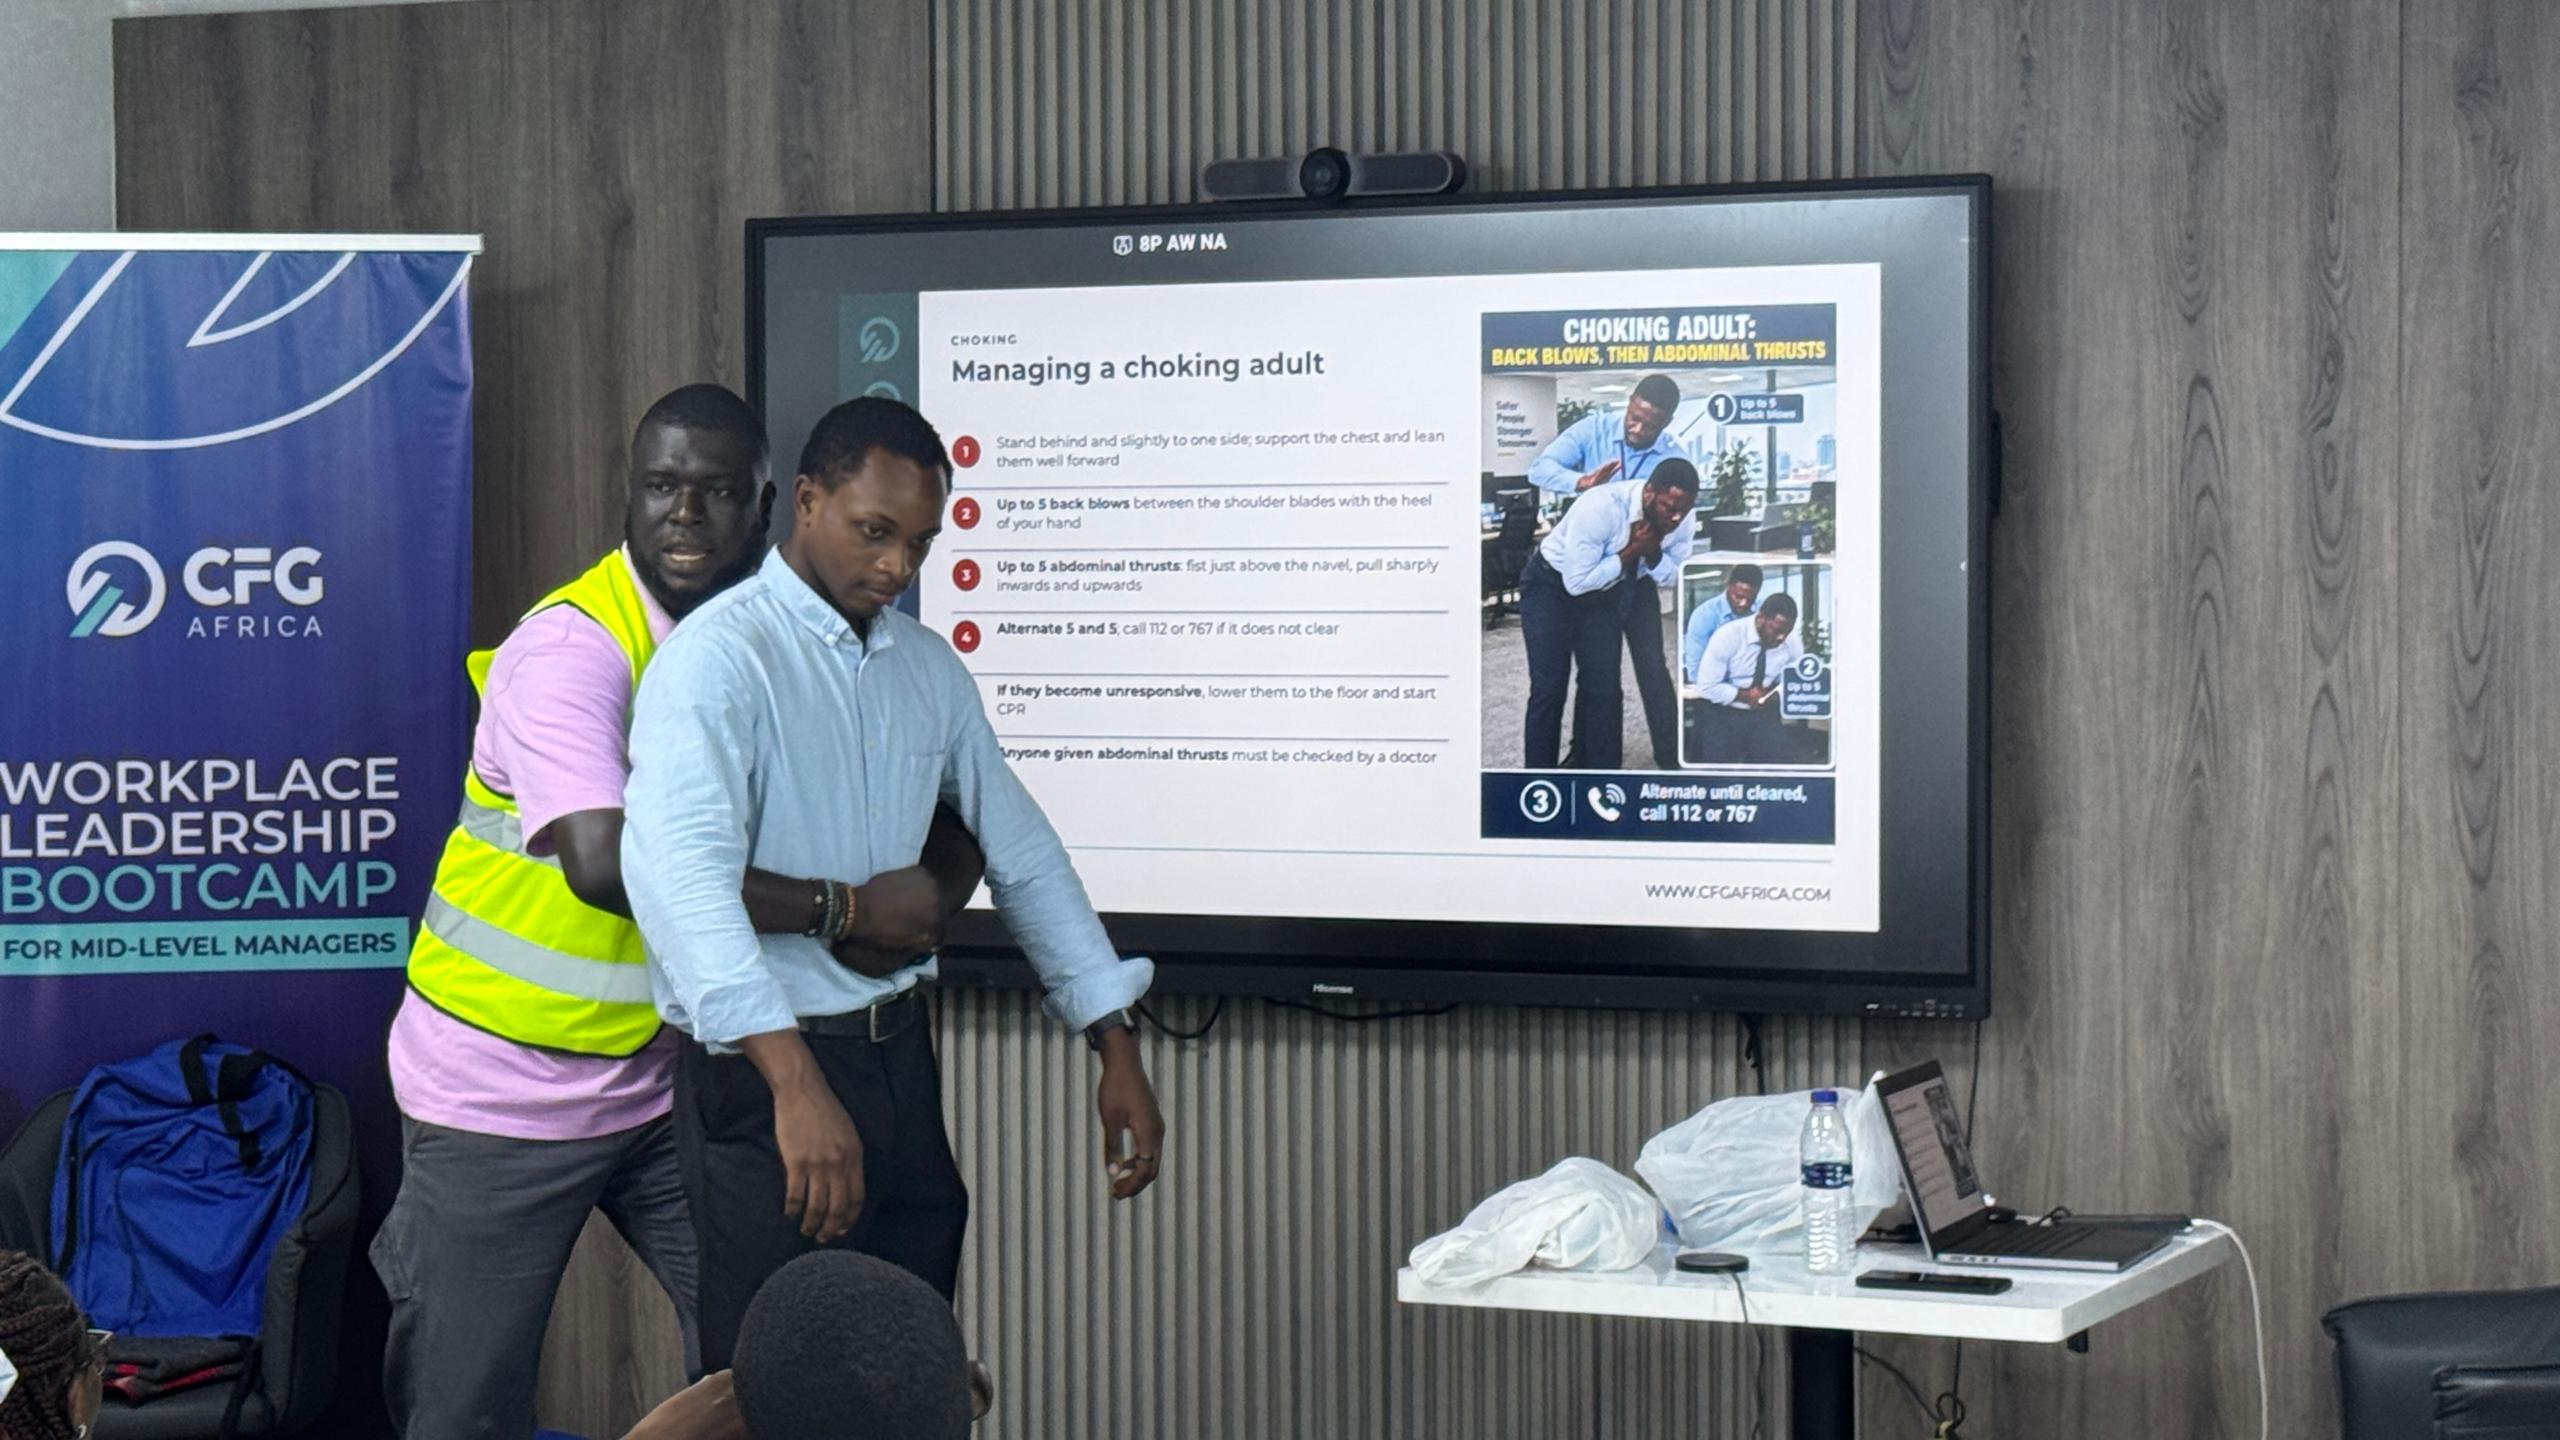 CFG
AFRICA
WORKPLACE
LEADERSHIP
BOOTCAMP
FOR MID-LEVEL MANAGERS
8P AW NA
CHOKING
Managing a choking adult
1
Stand behind and slightly to one side; support the chest and lean
them well forward
2
Up to 5 back blows between the shoulder blades with the heel
of your hand
3
Up to 5 abdominal thrusts: fist just above the navel, pull sharply
inwards and upwards
4
Alternate 5 and 5; call 112 or 767 if it does not clear
If they become unresponsive, lower them to the floor and start
CPR
Anyone given abdominal thrusts must be checked by a doctor
CHOKING ADULT:
BACK BLOWS, THEN ABDOMINAL THRUSTS
Safer
People
Stronger
Tomorrow
1
Up to 5
Back blows
2
Up to 5
abdominal
thrusts
3
Alternate until cleared,
call 112 or 767
WWW.CFGAFRICA.COM
Hisense